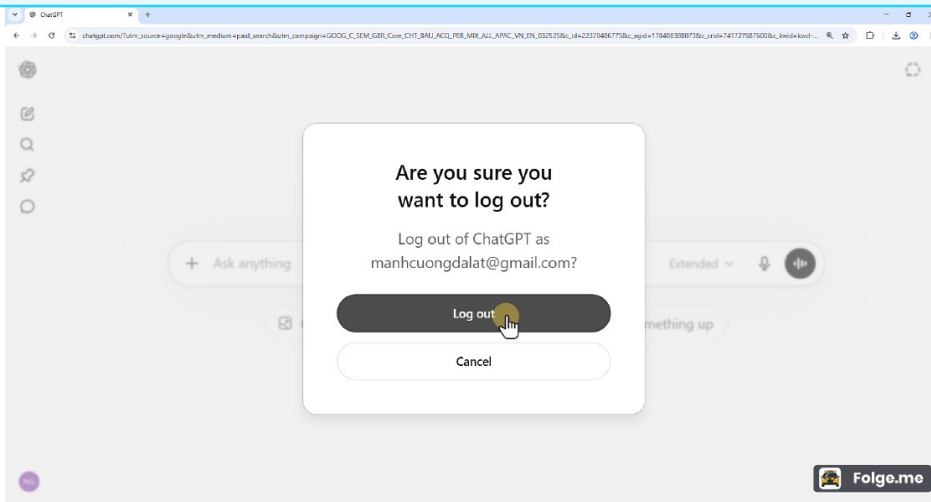 ChatGPT
Are you sure you
want to log out?
Log out of ChatGPT as
manhcuongdalat@gmail.com?
Ask anything
Extended
Log out
mething up
Cancel
NG
Folge.me